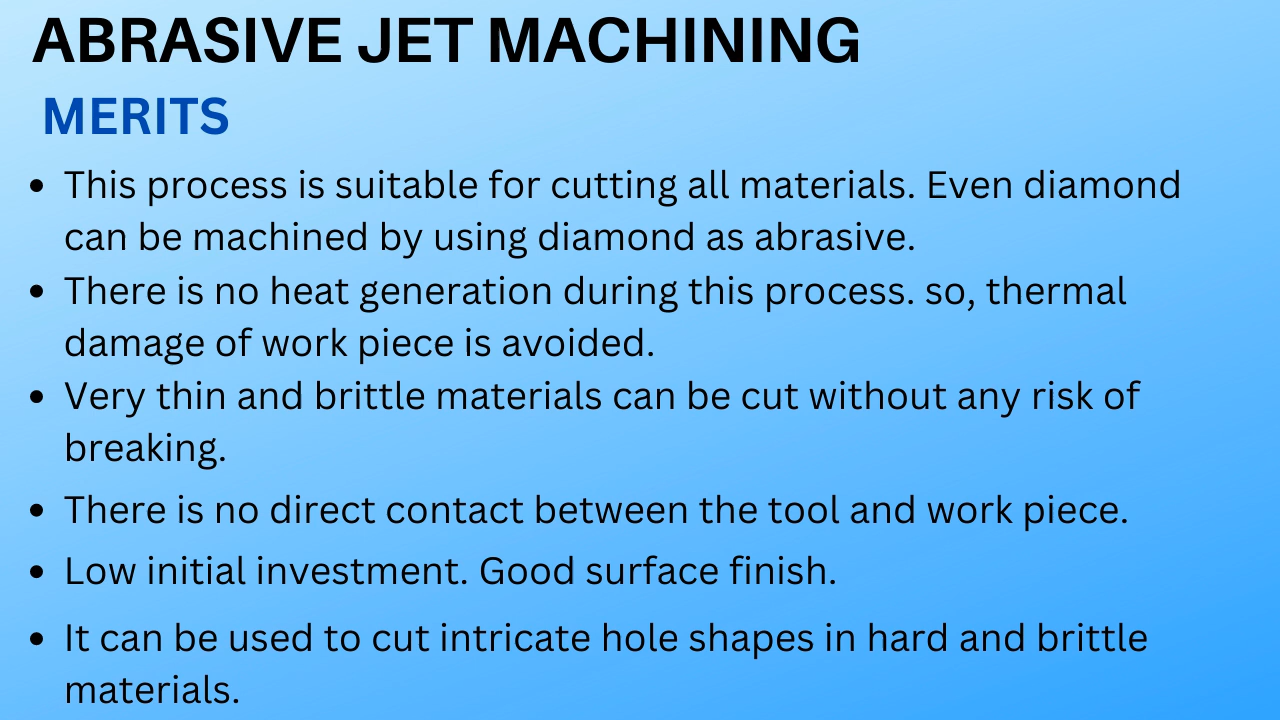 ABRASIVE JET MACHINING
MERITS
• This process is suitable for cutting all materials. Even diamond
can be machined by using diamond as abrasive.
• There is no heat generation during this process. so, thermal
damage of work piece is avoided.
• Very thin and brittle materials can be cut without any risk of
breaking.
• There is no direct contact between the tool and work piece.
• Low initial investment. Good surface finish.
• It can be used to cut intricate hole shapes in hard and brittle
materials.